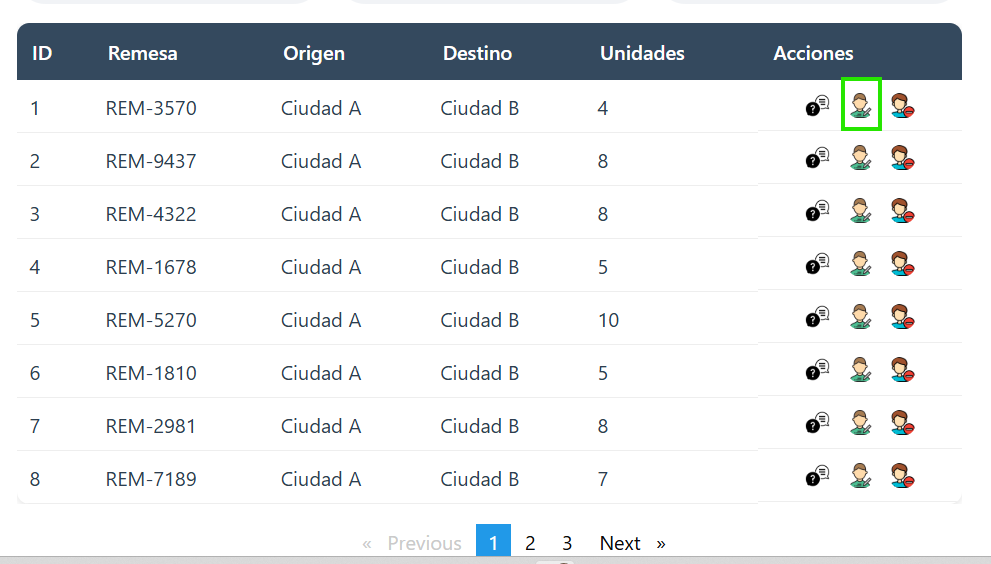 ID Remesa Origen Destino Unidades Acciones
1 REM-3570 Ciudad A Ciudad B 4
2 REM-9437 Ciudad A Ciudad B 8
3 REM-4322 Ciudad A Ciudad B 8
4 REM-1678 Ciudad A Ciudad B 5
5 REM-5270 Ciudad A Ciudad B 10
6 REM-1810 Ciudad A Ciudad B 5
7 REM-2981 Ciudad A Ciudad B 8
8 REM-7189 Ciudad A Ciudad B 7
« Previous 1 2 3 Next »